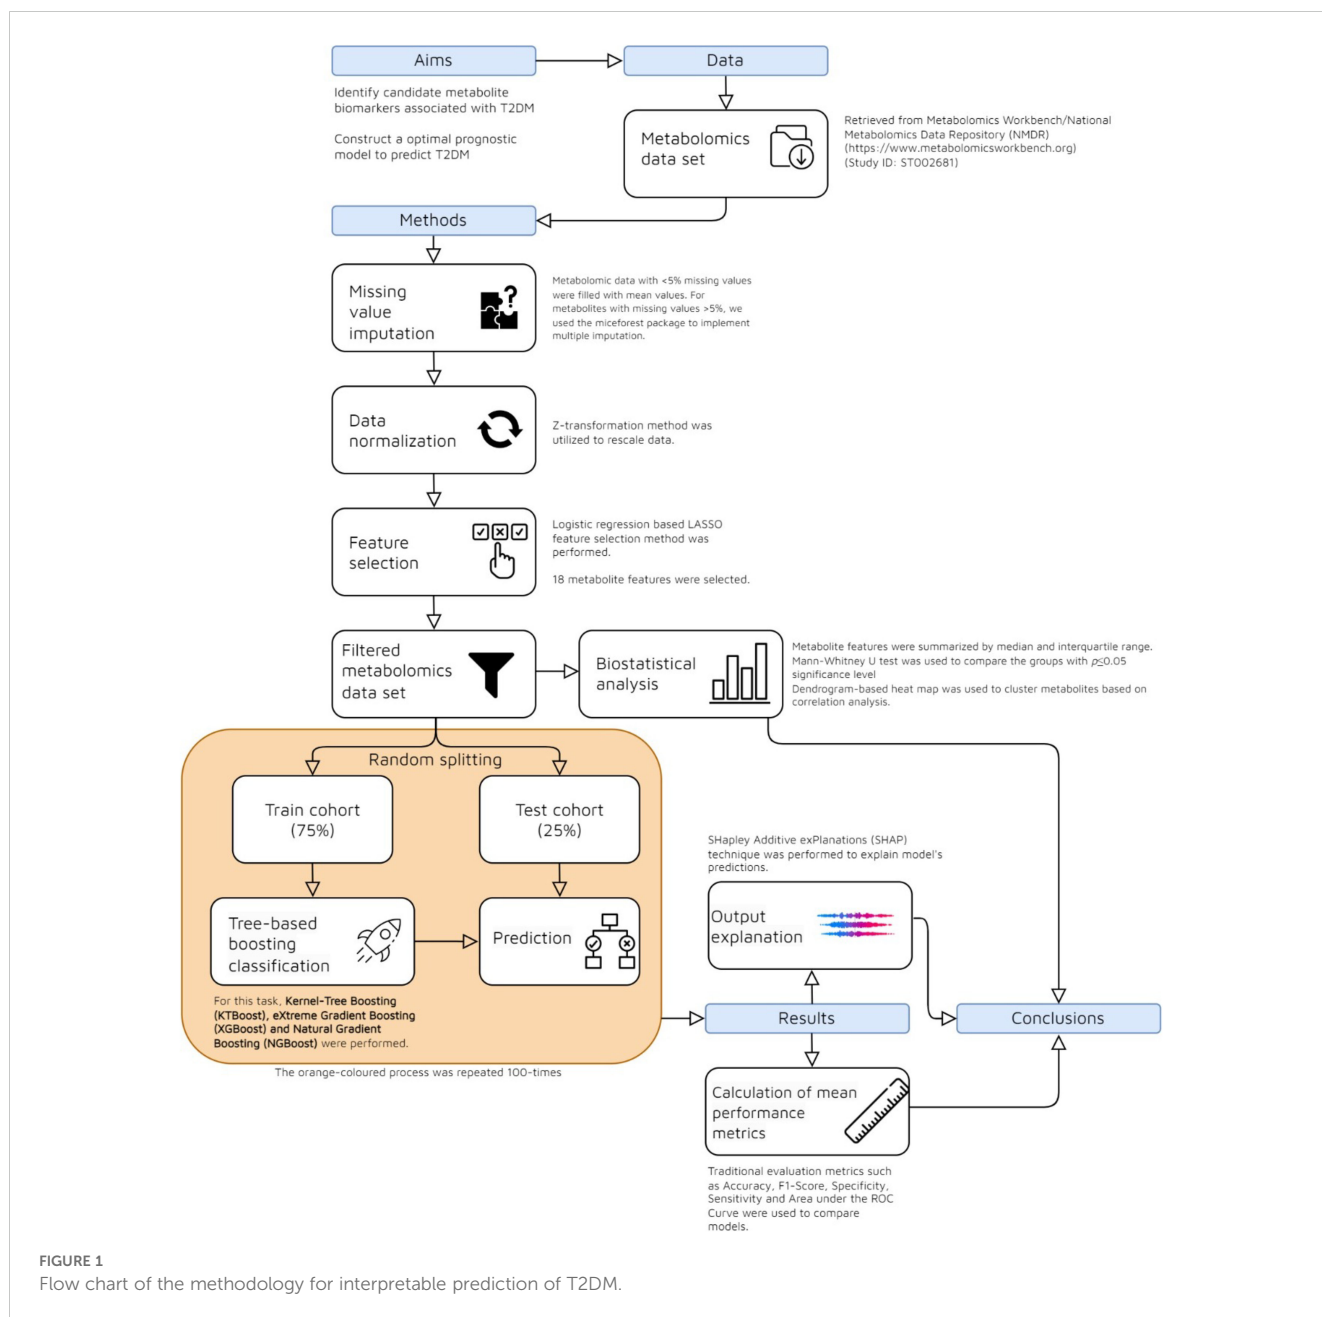 Aims
Data
Identify candidate metabolite
biomarkers associated with T2DM
Construct a optimal prognostic
model to predict T2DM
Metabolomics
data set
Retrieved from Metabolomics Workbench/National
Metabolomics Data Repository (NMDR)
(https://www.metabolomicsworkbench.org)
(Study ID: ST002681)
Methods
Missing
value
imputation
?
Metabolomic data with <5% missing values
were filled with mean values. For
metabolites with missing values >5%, we
used the miceforest package to implement
multiple imputation.
Data
normalization
Z-transformation method was
utilized to rescale data.
Feature
selection
Logistic regression based LASSO
feature selection method was
performed.
18 metabolite features were selected.
Filtered
metabolomics
data set
Biostatistical
analysis
Metabolite features were summarized by median and interquartile range.
Mann-Whitney U test was used to compare the groups with p≤0.05
significance level
Dendrogram-based heat map was used to cluster metabolites based on
correlation analysis.
Random splitting
Train cohort
(75%)
Test cohort
(25%)
Tree-based
boosting
classification
Prediction
For this task, Kernel-Tree Boosting
(KTBoost), eXtreme Gradient Boosting
(XGBoost) and Natural Gradient
Boosting (NGBoost) were performed.
The orange-coloured process was repeated 100-times
SHapley Additive exPlanations (SHAP)
technique was performed to explain model's
predictions.
Output
explanation
Results
Conclusions
Calculation of mean
performance
metrics
Traditional evaluation metrics such
as Accuracy, F1-Score, Specificity,
Sensitivity and Area under the ROC
Curve were used to compare
models.
FIGURE 1
Flow chart of the methodology for interpretable prediction of T2DM.